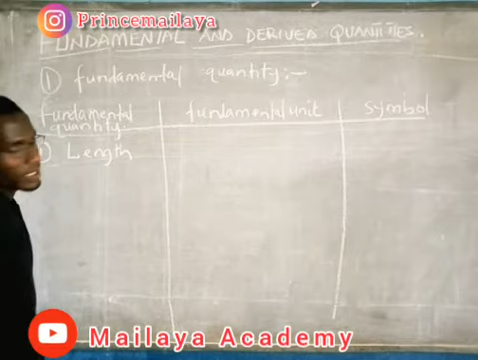 Princemailaya
FUNDAMENTAL AND DERIVED QUANTITIES.
① fundamental quantity:-
fundamental quantity. fundamental unit symbol
① Length
Mailaya Academy